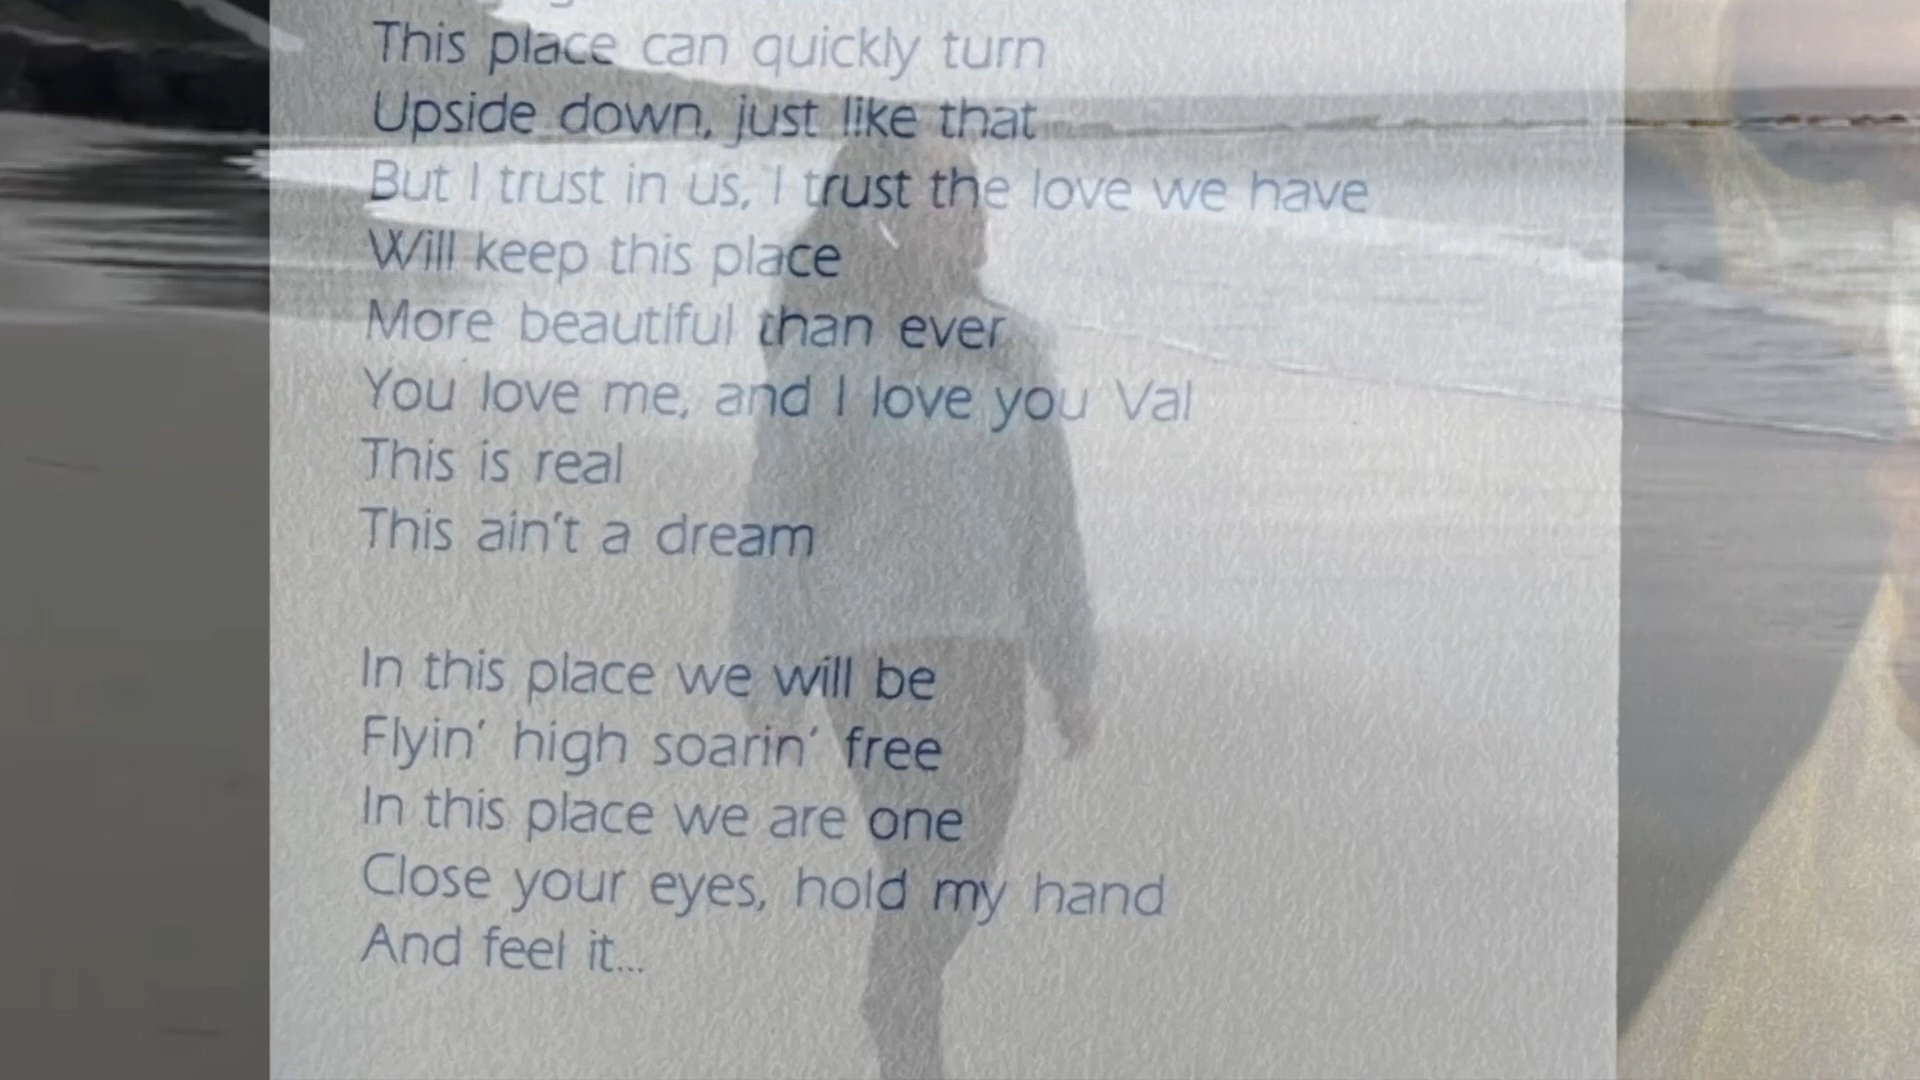 This place can quickly turn
Upside down, just like that
But I trust in us, I trust the love we have
Will keep this place
More beautiful than ever
You love me, and I love you Val
This is real
This ain't a dream
In this place we will be
Flyin' high soarin' free
In this place we are one
Close your eyes, hold my hand
And feel it...